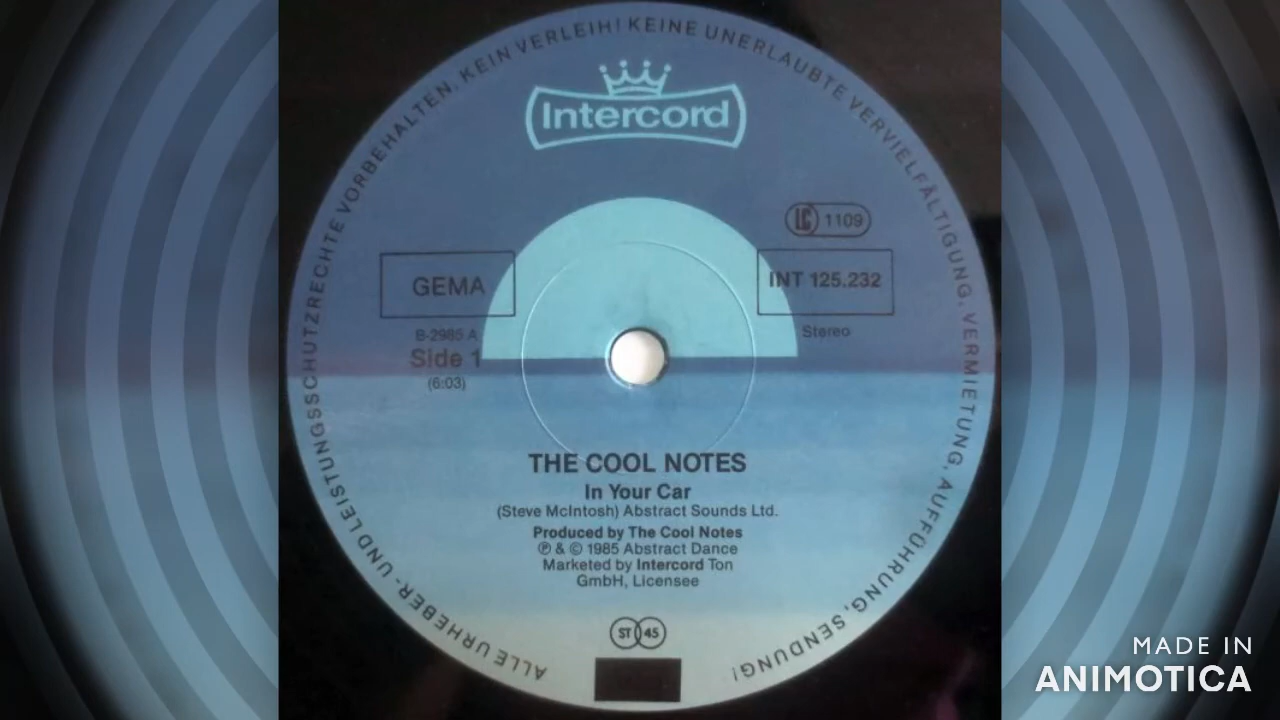 ALLE URHEBER- UND LEISTUNGSSCHUTZRECHTE VORBEHALTEN, KEIN VERLEIH! KEINE UNERLAUBTE VERVIELFÄLTIGUNG, VERMIETUNG, AUFFÜHRUNG, SENDUNG!
Intercord
LC 1109
GEMA
INT 125.232
B-2985 A
Stereo
Side 1
(6:03)
THE COOL NOTES
In Your Car
(Steve McIntosh) Abstract Sounds Ltd.
Produced by The Cool Notes
℗ & © 1985 Abstract Dance
Marketed by Intercord Ton
GmbH, Licensee
ST 45
MADE IN
ANIMOTICA